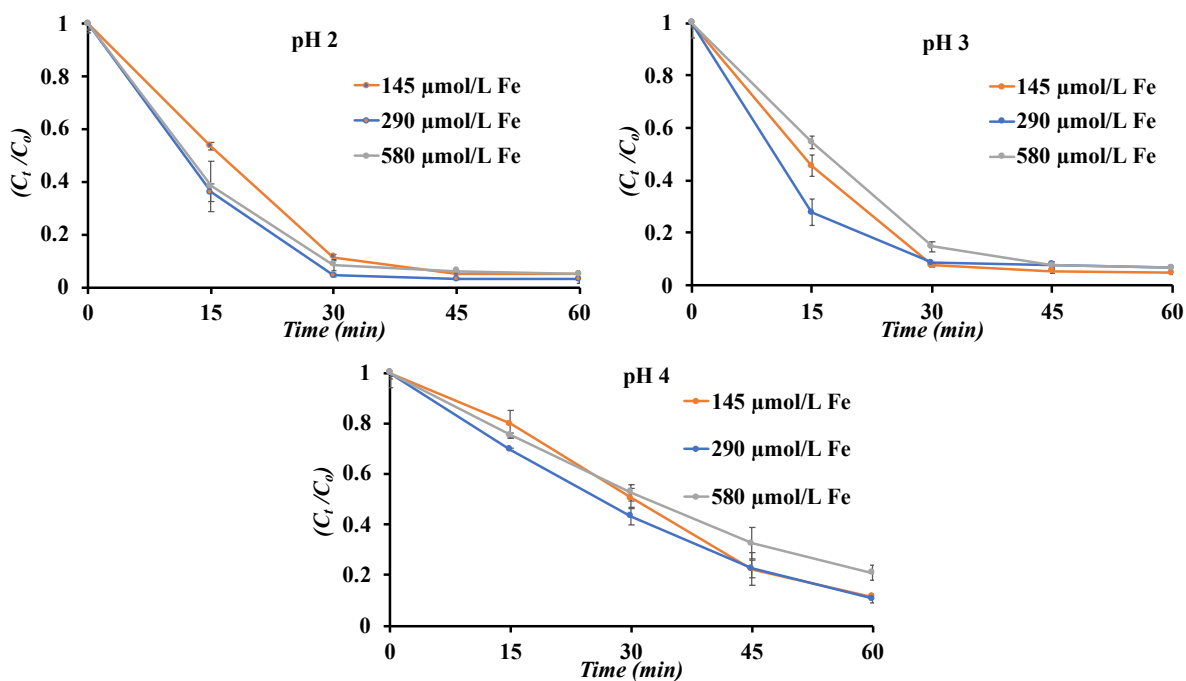 pH 2
1
0.8
0.6
0.4
0.2
0
(Ct /Co)
145 µmol/L Fe
290 µmol/L Fe
580 µmol/L Fe
0 15 30 45 60
Time (min)
pH 3
1
0.8
0.6
0.4
0.2
0
(Ct /Co)
145 µmol/L Fe
290 µmol/L Fe
580 µmol/L Fe
0 15 30 45 60
Time (min)
pH 4
1
0.8
0.6
0.4
0.2
0
(Ct /Co)
145 µmol/L Fe
290 µmol/L Fe
580 µmol/L Fe
0 15 30 45 60
Time (min)